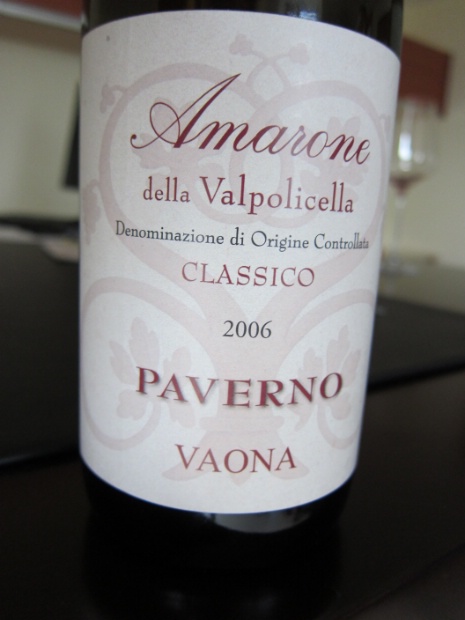 Amarone
della Valpolicella
Denominazione di Origine Controllata
CLASSICO
2006
PAVERNO
VAONA